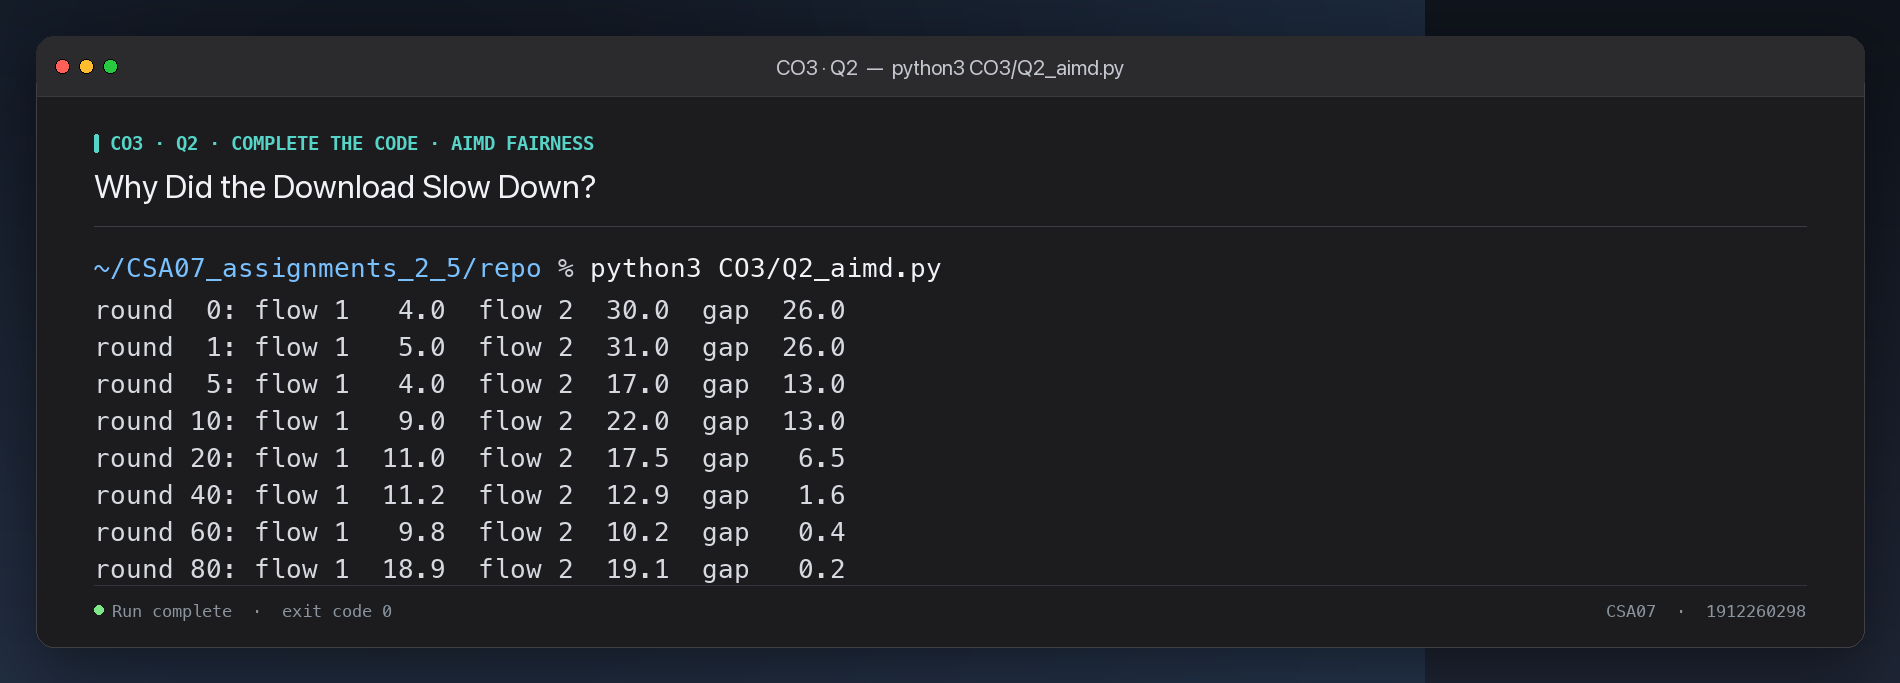 CO3 · Q2 — python3 CO3/Q2_aimd.py
CO3 · Q2 · COMPLETE THE CODE · AIMD FAIRNESS
Why Did the Download Slow Down?
~/CSA07_assignments_2_5/repo % python3 CO3/Q2_aimd.py
round  0: flow 1   4.0  flow 2  30.0  gap  26.0
round  1: flow 1   5.0  flow 2  31.0  gap  26.0
round  5: flow 1   4.0  flow 2  17.0  gap  13.0
round 10: flow 1   9.0  flow 2  22.0  gap  13.0
round 20: flow 1  11.0  flow 2  17.5  gap   6.5
round 40: flow 1  11.2  flow 2  12.9  gap   1.6
round 60: flow 1   9.8  flow 2  10.2  gap   0.4
round 80: flow 1  18.9  flow 2  19.1  gap   0.2
Run complete · exit code 0
CSA07 · 1912260298